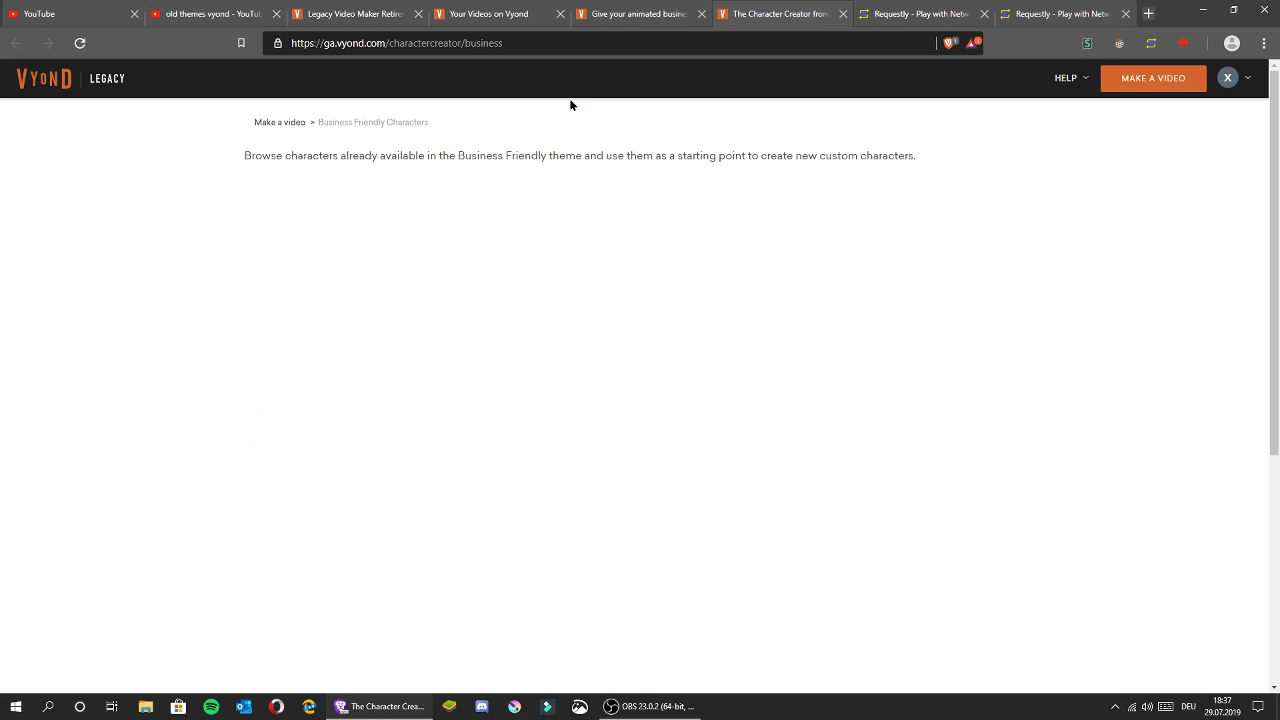 YouTube
old themes vyond - YouTu
Legacy Video Maker Retire
Your Videos on Vyond
Give your animated busine
The Character Creator from
Requestly - Play with Netw
Requestly - Play with Netw
https://ga.vyond.com/charactercreator/business
1
1
VYOND LEGACY
HELP
MAKE A VIDEO
X
Make a video > Business Friendly Characters
Browse characters already available in the Business Friendly theme and use them as a starting point to create new custom characters.
The Character Crea...
OBS 23.0.2 (64-bit, ...
DEU
18:37
29.07.2019